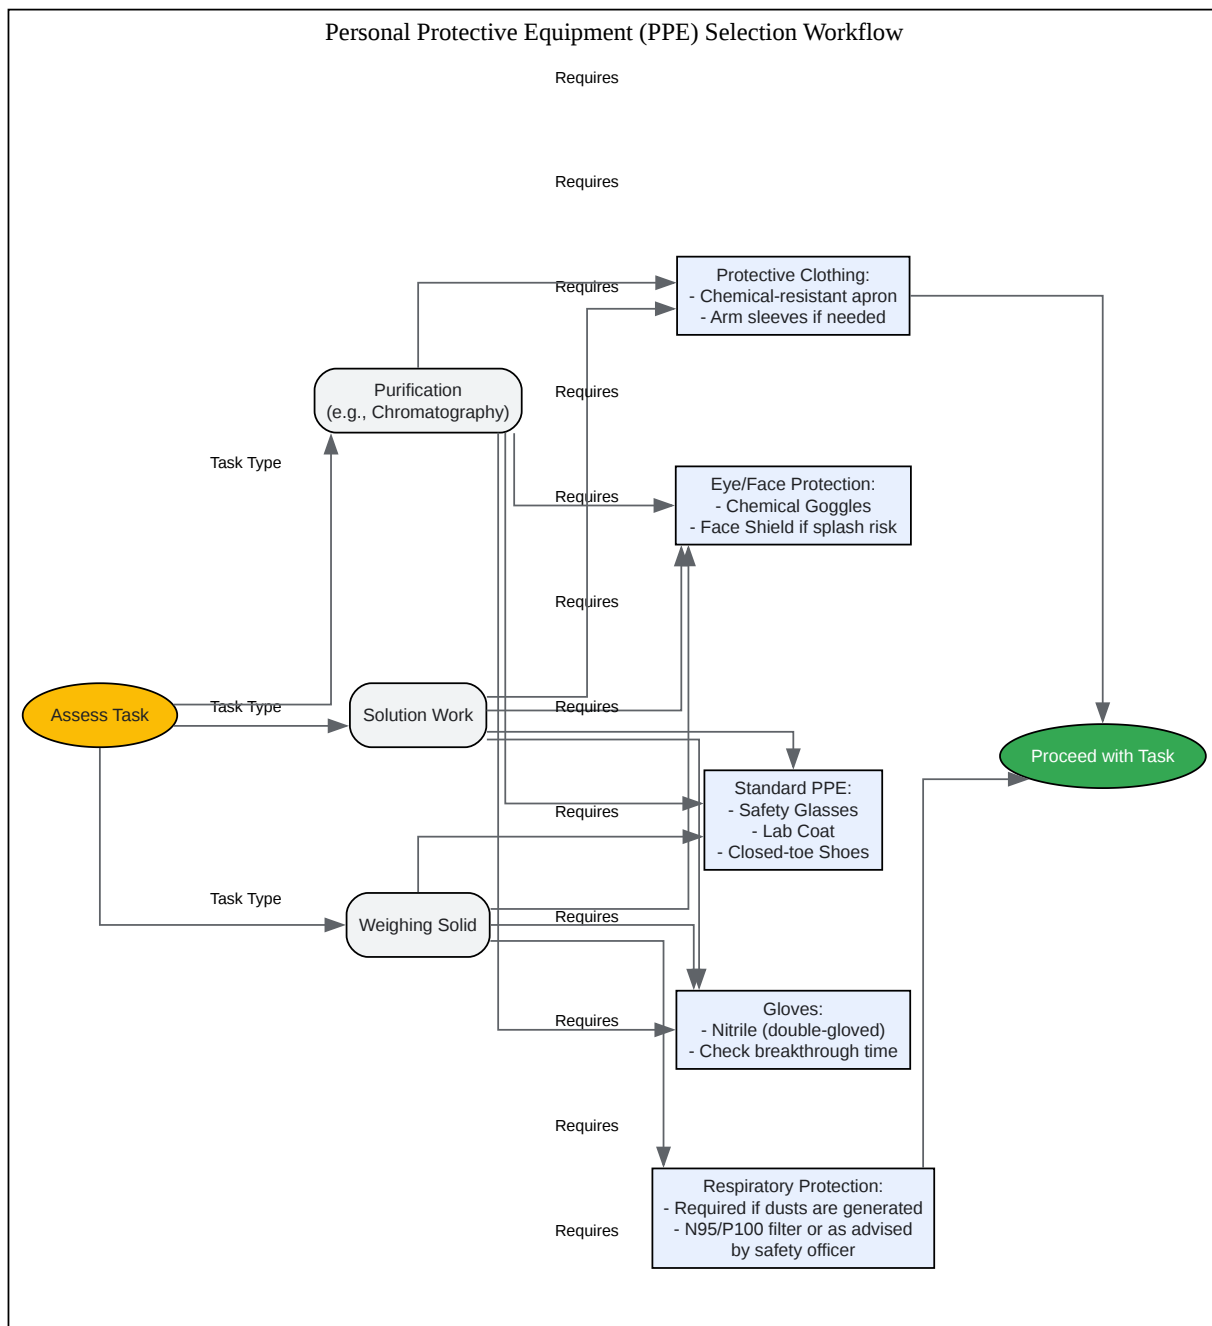 Personal Protective Equipment (PPE) Selection Workflow
Requires
Requires
Requires
Protective Clothing:
- Chemical-resistant apron
- Arm sleeves if needed
Purification
(e.g., Chromatography)
Requires
Task Type
Requires
Eye/Face Protection:
- Chemical Goggles
- Face Shield if splash risk
Requires
Assess Task
Task Type
Solution Work
Requires
Proceed with Task
Standard PPE:
- Safety Glasses
- Lab Coat
- Closed-toe Shoes
Requires
Task Type
Weighing Solid
Requires
Gloves:
- Nitrile (double-gloved)
- Check breakthrough time
Requires
Requires
Respiratory Protection:
- Required if dusts are generated
- N95/P100 filter or as advised
by safety officer
Requires